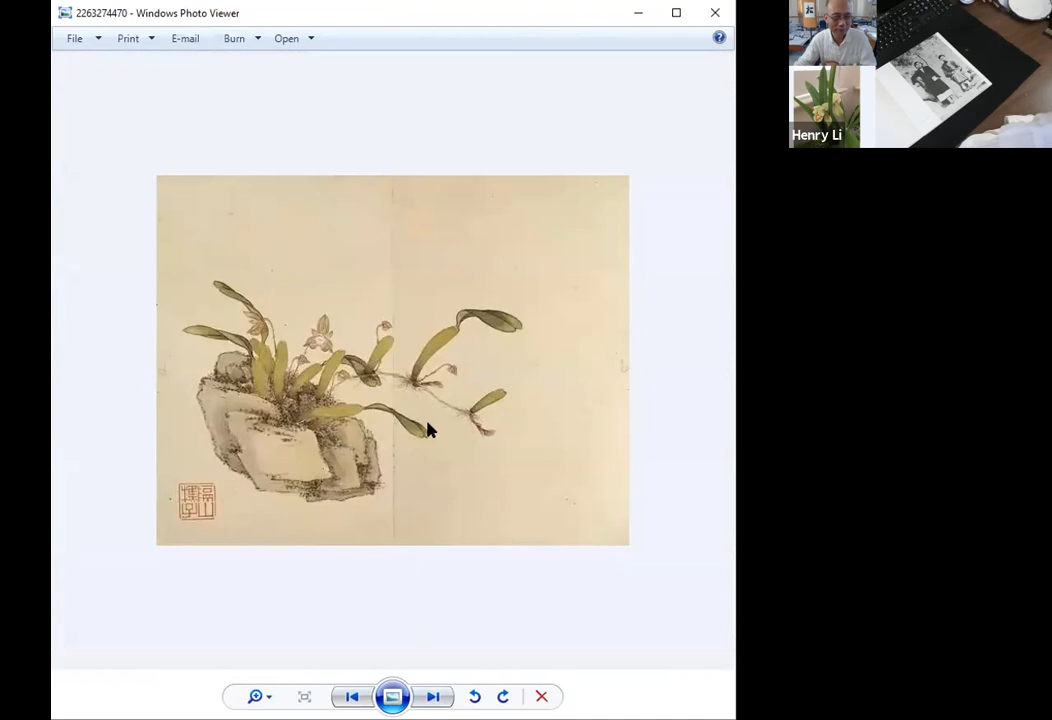 2263274470 - Windows Photo Viewer
File
Print
E-mail
Burn
Open
Henry Li